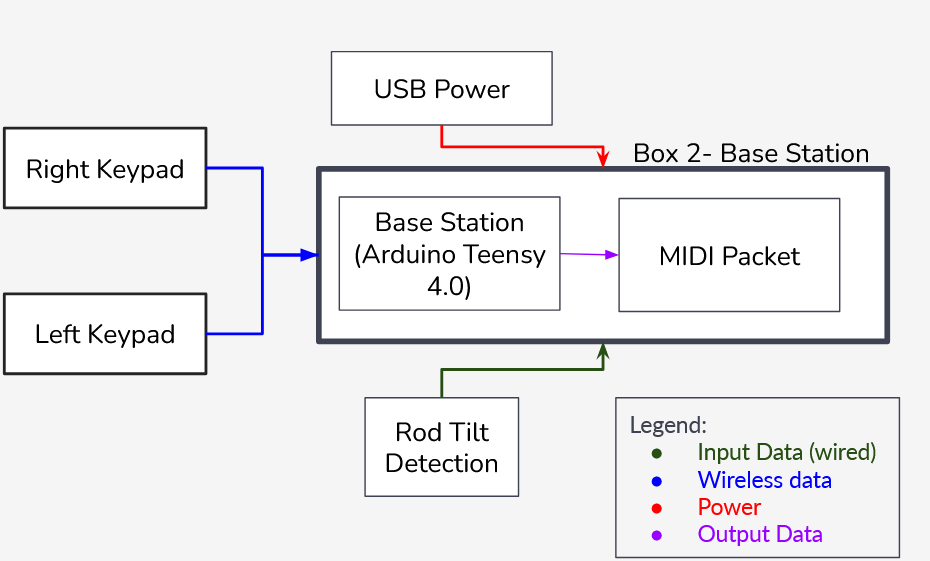 USB Power
Right Keypad
Box 2- Base Station
Base Station
(Arduino Teensy
4.0)
MIDI Packet
Left Keypad
Rod Tilt
Detection
Legend:
● Input Data (wired)
● Wireless data
● Power
● Output Data